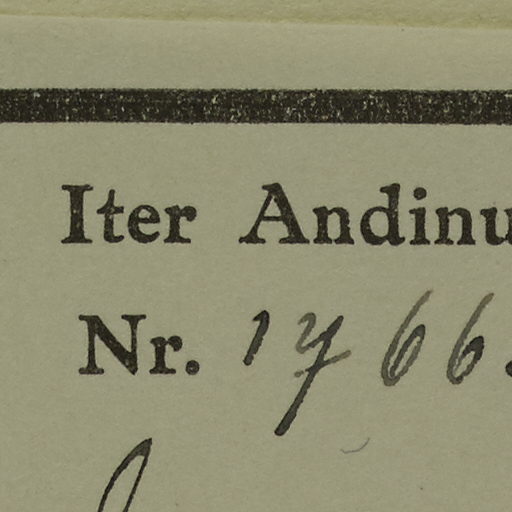 Iter Andinu
Nr. 1766.